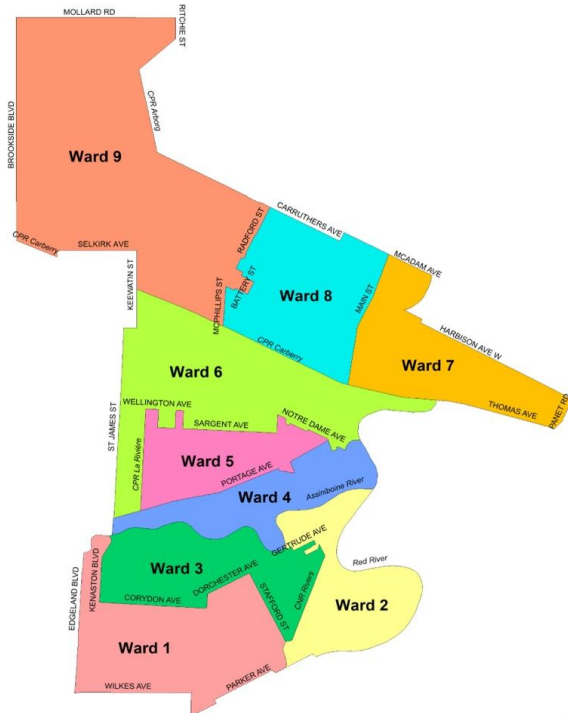 MOLLARD RD
RITCHIE ST
BROOKSIDE BLVD
CPR Arborg
Ward 9
CARRUTHERS AVE
RADFORD ST
SELKIRK AVE
CPR Carberry
MCADAM AVE
KEEWATIN ST
BATTERY ST
MCPHILLIPS ST
Ward 8
MAIN ST
CPR Carberry
HARBISON AVE W
Ward 7
Ward 6
THOMAS AVE
PANET RD
WELLINGTON AVE
ST JAMES ST
SARGENT AVE
NOTRE DAME AVE
CPR La Rivière
Ward 5
PORTAGE AVE
Ward 4
Assiniboine River
GERTRUDE AVE
Red River
Ward 3
DORCHESTER AVE
EDGELAND BLVD
KENASTON BLVD
CORYDON AVE
STAFFORD ST
CNR Rivers
Ward 2
Ward 1
PARKER AVE
WILKES AVE